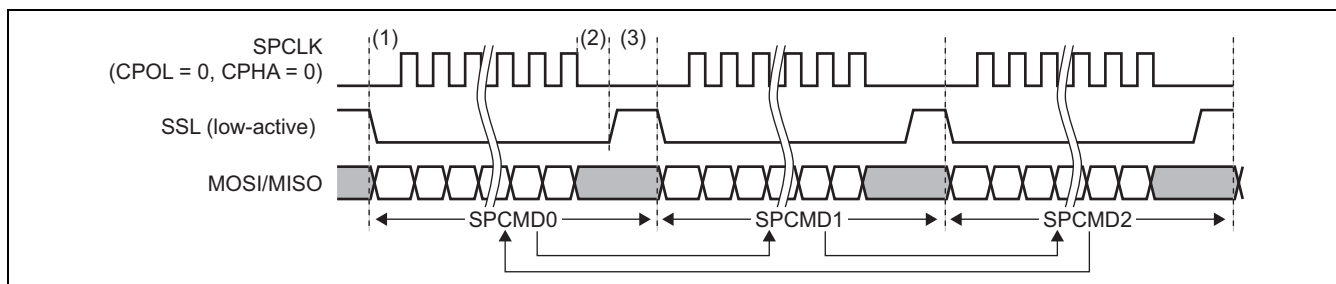 SPCLK
(CPOL = 0, CPHA = 0)
(1)
(2)
(3)
SSL (low-active)
MOSI/MISO
SPCMD0
SPCMD1
SPCMD2